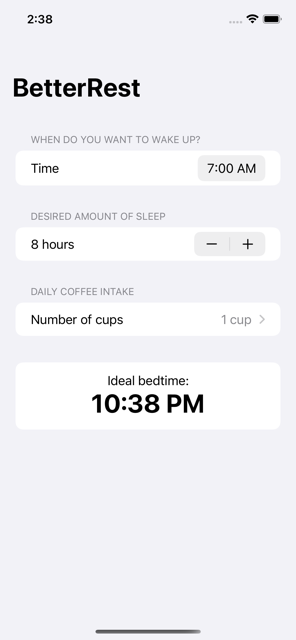 2:38
BetterRest
WHEN DO YOU WANT TO WAKE UP?
Time 7:00 AM
DESIRED AMOUNT OF SLEEP
8 hours − +
DAILY COFFEE INTAKE
Number of cups 1 cup
Ideal bedtime:
10:38 PM